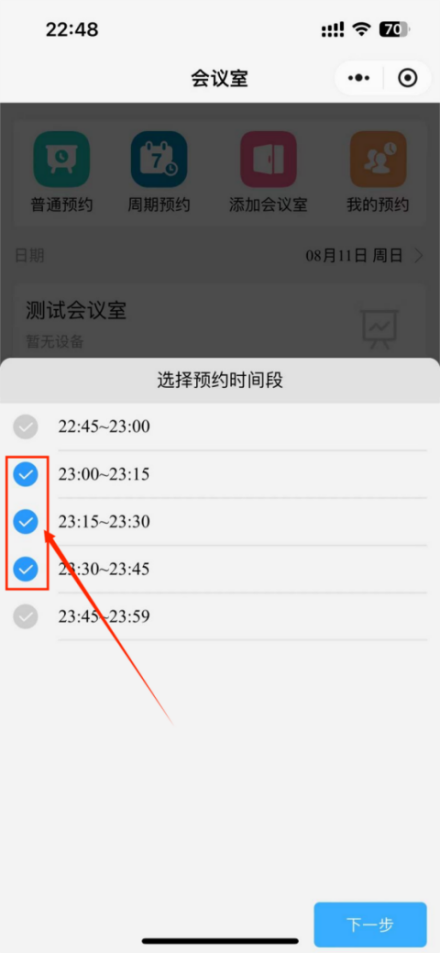 22:48
70
会议室
7
普通预约 周期预约 添加会议室 我的预约
日期 08月11日 周日
测试会议室
暂无设备
选择预约时间段
22:45~23:00
23:00~23:15
23:15~23:30
23:30~23:45
23:45~23:59
下一步